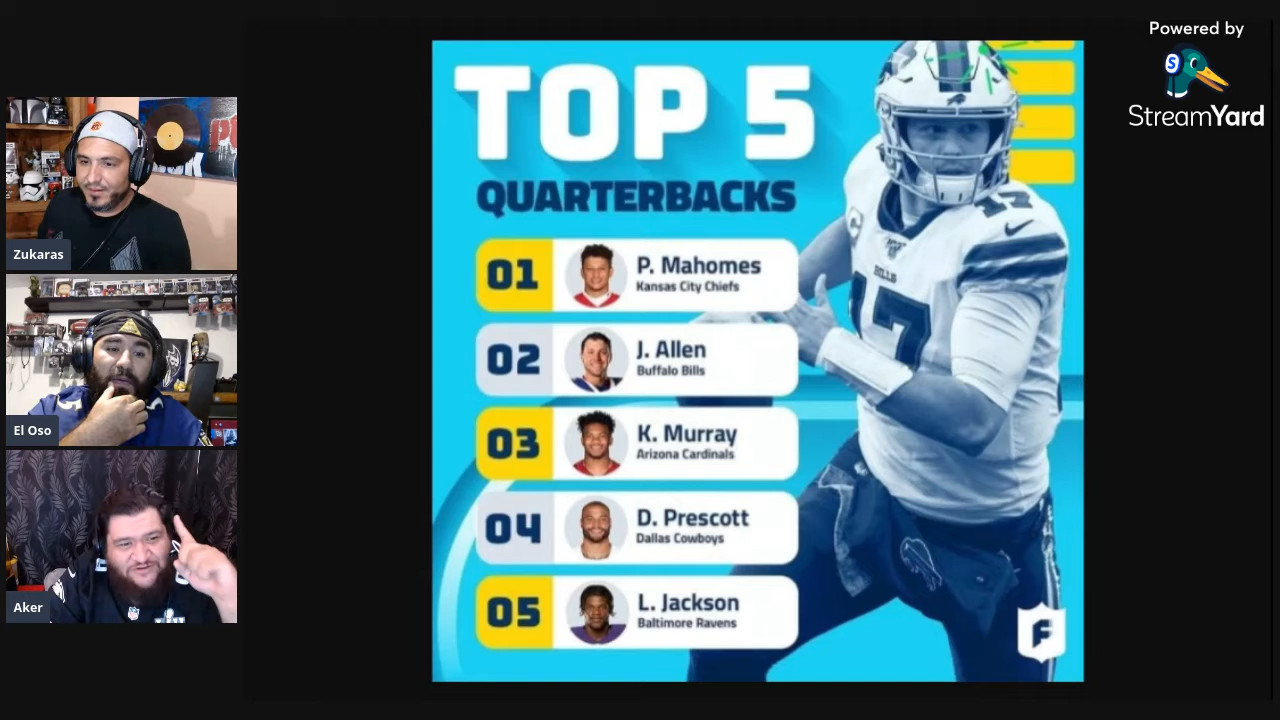 Powered by
S
StreamYard
TOP 5
QUARTERBACKS
01
P. Mahomes
Kansas City Chiefs
02
J. Allen
Buffalo Bills
03
K. Murray
Arizona Cardinals
04
D. Prescott
Dallas Cowboys
05
L. Jackson
Baltimore Ravens
BILLS
17
17
F
Zukaras
El Oso
Aker